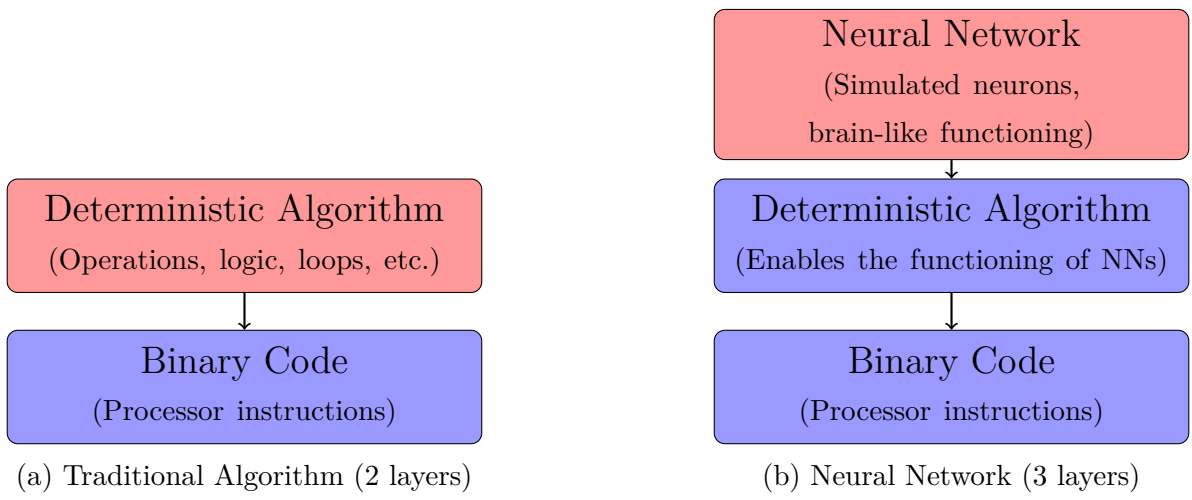 Deterministic Algorithm
(Operations, logic, loops, etc.)
Binary Code
(Processor instructions)
(a) Traditional Algorithm (2 layers)
Neural Network
(Simulated neurons,
brain-like functioning)
Deterministic Algorithm
(Enables the functioning of NNs)
Binary Code
(Processor instructions)
(b) Neural Network (3 layers)